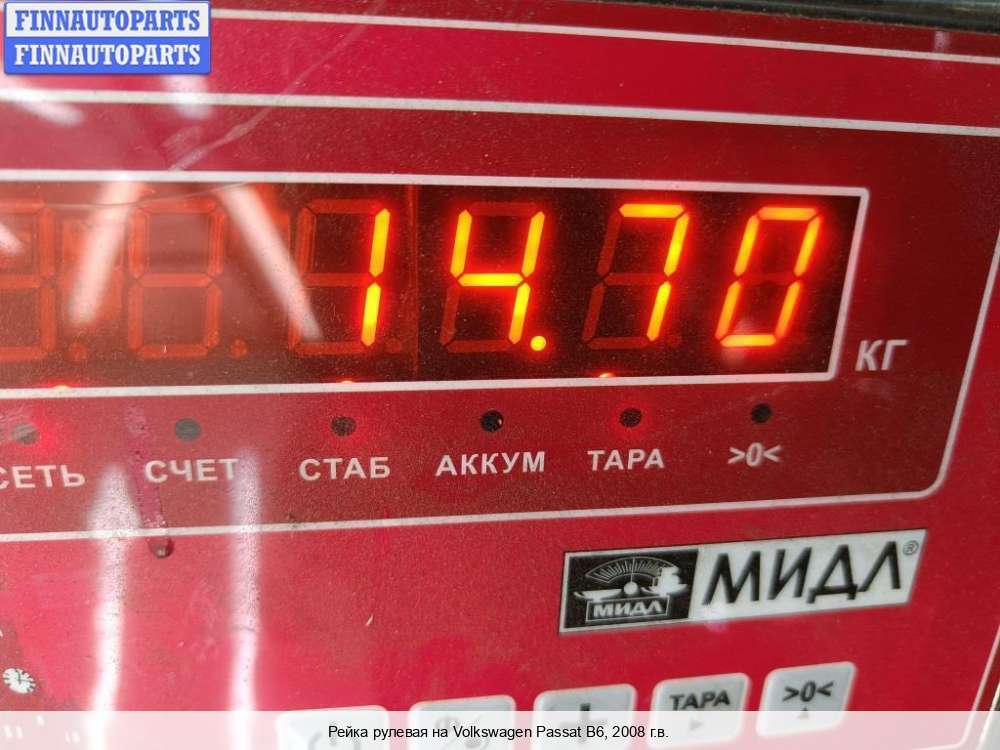 FINNAUTOPARTS
FINNAUTOPARTS
14.70
КГ
СЕТЬ СЧЕТ СТАБ АККУМ ТАРА >0<
МИДЛ МИДЛ®
ТАРА >0<
Рейка рулевая на Volkswagen Passat B6, 2008 г.в.